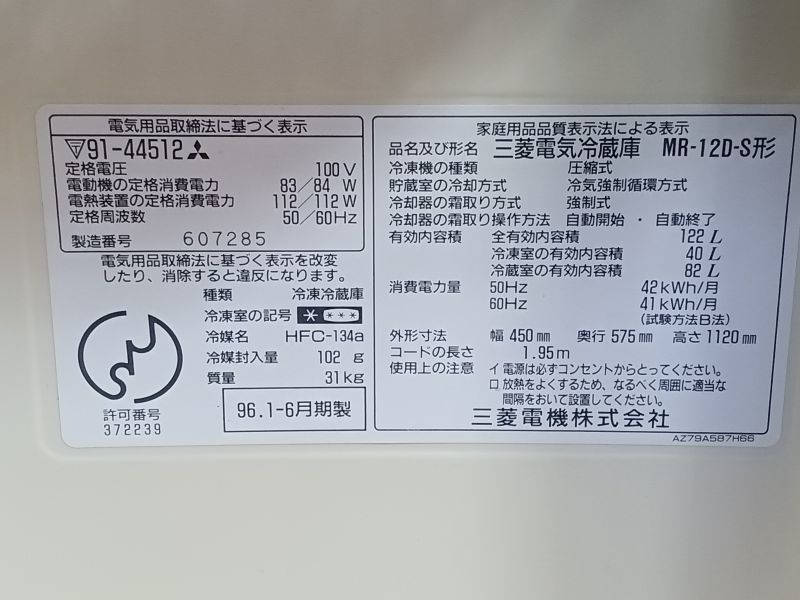 電気用品取締法に基づく表示
91-44512
定格電圧 100V
電動機の定格消費電力 83/84 W
電熱装置の定格消費電力 112/112 W
定格周波数 50/60Hz
製造番号 607285
電気用品取締法に基づく表示を改変
したり、消除すると違反になります。
種類 冷凍冷蔵庫
冷凍室の記号 * ***
冷媒名 HFC-134a
冷媒封入量 102 g
質量 31kg
許可番号
372239
96.1-6月期製
家庭用品品質表示法による表示
品名及び形名 三菱電気冷蔵庫 MR-12D-S形
冷凍機の種類 圧縮式
貯蔵室の冷却方式 冷気強制循環方式
冷却器の霜取り方式 強制式
冷却器の霜取り操作方法 自動開始・自動終了
有効内容積 全有効内容積 122 L
冷凍室の有効内容積 40 L
冷蔵室の有効内容積 82 L
消費電力量 50Hz 42kWh/月
60Hz 41kWh/月
(試験方法B法)
外形寸法 幅 450 mm 奥行 575 mm 高さ 1120 mm
コードの長さ 1.95m
使用上の注意 イ 電源は必ずコンセントからとってください。
ロ 放熱をよくするため、なるべく周囲に適当な
間隔をおいて設置してください。
三菱電機株式会社
AZ79A587H66